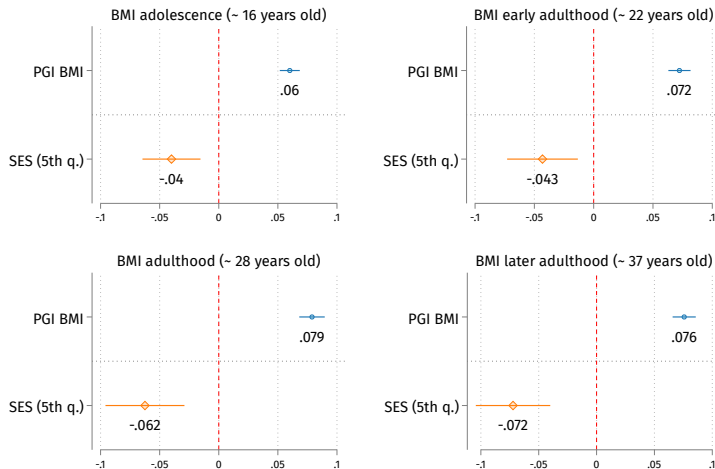 BMI adolescence (~ 16 years old)
PGI BMI
.06
SES (5th q.)
-.04
-.1 -.05 0 .05 .1
BMI early adulthood (~ 22 years old)
PGI BMI
.072
SES (5th q.)
-.043
-.1 -.05 0 .05 .1
BMI adulthood (~ 28 years old)
PGI BMI
.079
SES (5th q.)
-.062
-.1 -.05 0 .05 .1
BMI later adulthood (~ 37 years old)
PGI BMI
.076
SES (5th q.)
-.072
-.1 -.05 0 .05 .1